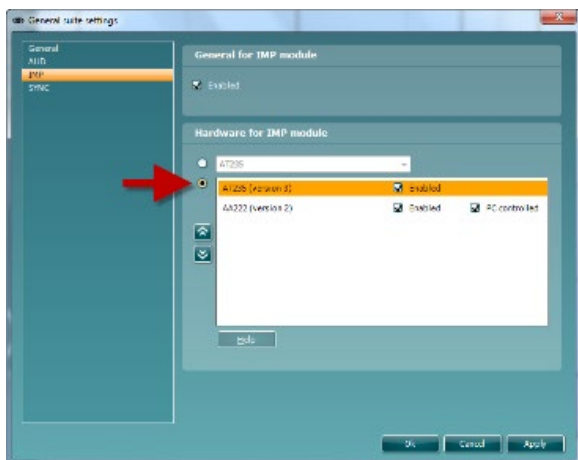 General suite settings
General
AUD
IMP
SYNC
General for IMP module
Enabled
Hardware for IMP module
AT235
AT235 (version 3) Enabled
AA222 (version 2) Enabled PC controlled
Help
Ok Cancel Apply